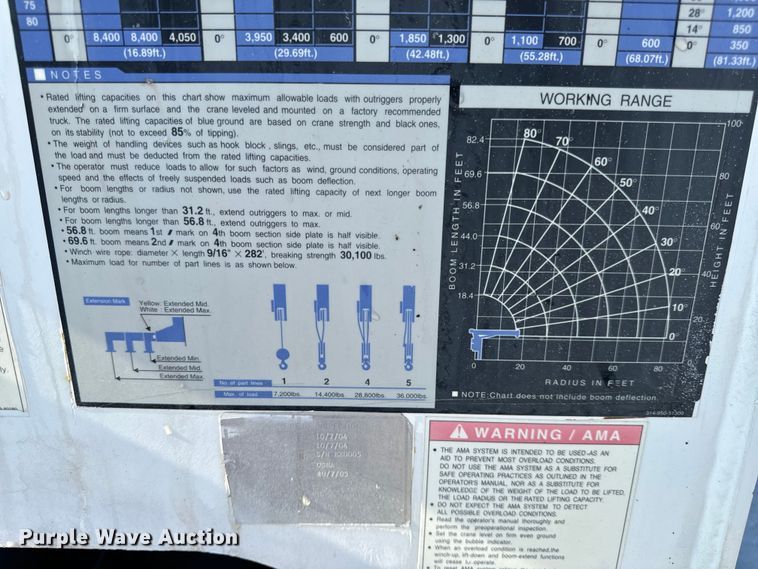 75
28° 1,200
80
14° 850
0° 8,400 8,400 4,050 0° 3,950 3,400 600 0° 1,850 1,300 0° 1,100 700 0° 600 0° 350
(16.89ft.) (29.69ft.) (42.48ft.) (55.28ft.) (68.07ft.) (81.33ft.)
NOTES
• Rated lifting capacities on this chart show maximum allowable loads with outriggers properly
extended on a firm surface and the crane leveled and mounted on a factory recommended
truck. The rated lifting capacities of blue ground are based on crane strength and black ones,
on its stability (not to exceed 85% of tipping).
• The weight of handling devices such as hook block , slings, etc., must be considered part of
the load and must be deducted from the rated lifting capacities.
• The operator must reduce loads to allow for such factors as wind, ground conditions, operating
speed and the effects of freely suspended loads such as boom deflection.
• For boom lengths or radius not shown, use the rated lifting capacity of next longer boom
lengths or radius.
• For boom lengths longer than 31.2 ft., extend outriggers to max. or mid.
• For boom lengths longer than 56.8 ft., extend outriggers to max.
• 56.8 ft. boom means 1st mark on 4th boom section side plate is half visible.
• 69.6 ft. boom means 2nd mark on 4th boom section side plate is half visible.
• Winch wire rope: diameter × length 9/16" × 282', breaking strength 30,100 lbs.
• Maximum load for number of part lines is as shown below.
Extension Mark
Yellow: Extended Mid.
White : Extended Max.
Extended Min.
Extended Mid.
Extended Max.
No. of part lines 1 2 4 5
Max. of load 7,200lbs. 14,400lbs 28,800lbs. 36,000lbs.
WORKING RANGE
BOOM LENGTH IN FEET
82.4
69.6
56.8
44.0
31.2
18.4
80°
70°
60°
50°
40°
30°
20°
10°
0°
100
80
60
40
20
0
HEIGHT IN FEET
0 20 40 60 80
RADIUS IN FEET
NOTE: Chart does not include boom deflection.
10/2/04
10/2/04
WARNING / AMA
• THE AMA SYSTEM IS INTENDED TO BE USED AS AN
AID TO PREVENT MOST OVERLOAD CONDITIONS.
DO NOT USE THE AMA SYSTEM AS A SUBSTITUTE FOR
SAFE OPERATING PRACTICES AS OUTLINED IN THE
OPERATOR'S MANUAL, NOR AS A SUBSTITUTE FOR
KNOWLEDGE OF THE WEIGHT OF THE LOAD TO BE LIFTED,
THE LOAD RADIUS OR THE RATED LIFTING CAPACITY.
• DO NOT EXPECT THE AMA SYSTEM TO DETECT
ALL POSSIBLE OVERLOAD CONDITIONS.
• Read the operator's manual thoroughly and
perform the preoperational inspection.
• Set the crane level on firm even ground
using the bubble indicator.
• When an overload condition is reached, the
winch-up, lift-down and boom-extend functions
will cease to operate.
Purple Wave Auction